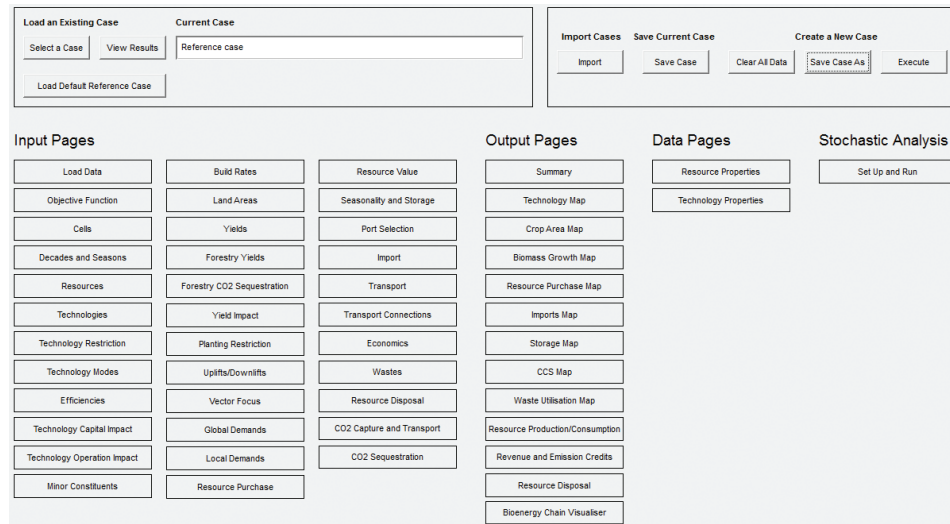 Load an Existing Case
Current Case
Select a Case
View Results
Reference case
Load Default Reference Case
Import Cases
Save Current Case
Create a New Case
Import
Save Case
Clear All Data
Save Case As
Execute
Input Pages
Load Data
Objective Function
Cells
Decades and Seasons
Resources
Technologies
Technology Restriction
Technology Modes
Efficiencies
Technology Capital Impact
Technology Operation Impact
Minor Constituents
Build Rates
Land Areas
Yields
Forestry Yields
Forestry CO2 Sequestration
Yield Impact
Planting Restriction
Uplifts/Downlifts
Vector Focus
Global Demands
Local Demands
Resource Purchase
Resource Value
Seasonality and Storage
Port Selection
Import
Transport
Transport Connections
Economics
Wastes
Resource Disposal
CO2 Capture and Transport
CO2 Sequestration
Output Pages
Summary
Technology Map
Crop Area Map
Biomass Growth Map
Resource Purchase Map
Imports Map
Storage Map
CCS Map
Waste Utilisation Map
Resource Production/Consumption
Revenue and Emission Credits
Resource Disposal
Bioenergy Chain Visualiser
Data Pages
Resource Properties
Technology Properties
Stochastic Analysis
Set Up and Run